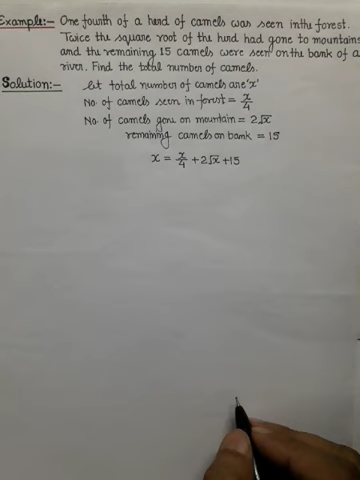 Example:- One fourth of a herd of camels was seen in the forest.
Twice the square root of the herd had gone to mountains
and the remaining 15 camels were seen on the bank of a
river. Find the total number of camels.
Solution:- let total number of camels are 'x'
No. of camels seen in forest = x/4
No. of camels gone on mountain = 2√x
remaining camels on bank = 15
x = x/4 + 2√x + 15